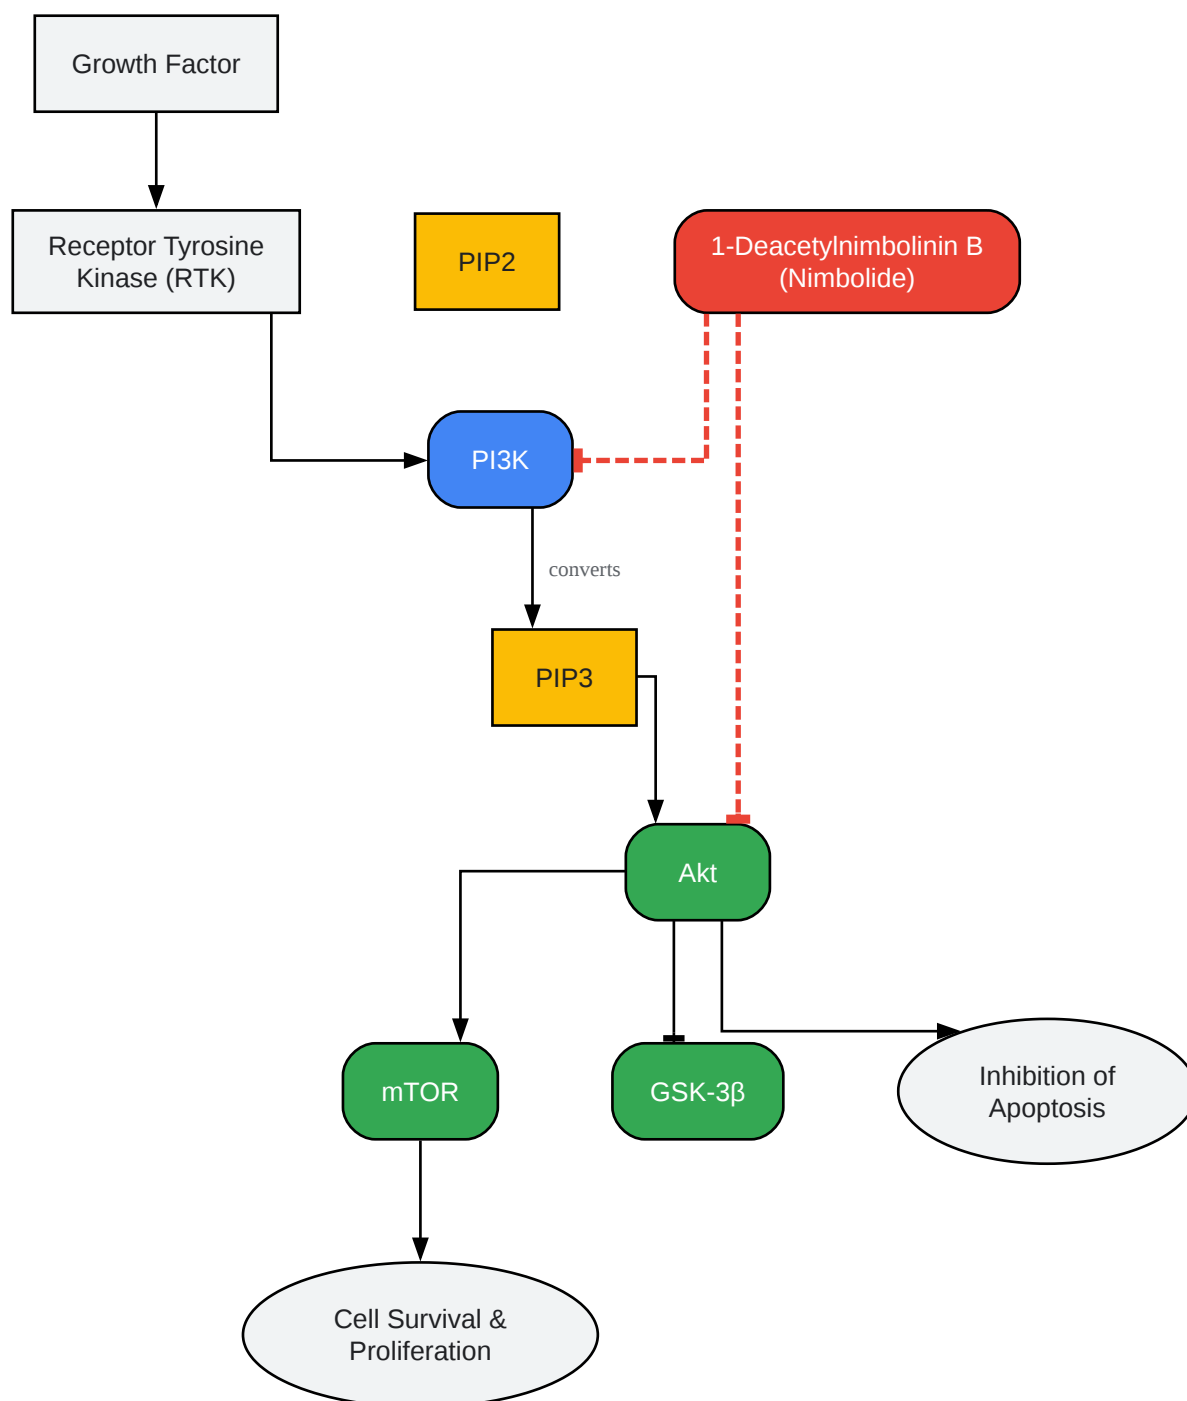 Growth Factor
Receptor Tyrosine
Kinase (RTK)
PIP2
1-Deacetylnimbolinin B
(Nimbolide)
PI3K
converts
PIP3
Akt
mTOR
GSK-3β
Inhibition of
Apoptosis
Cell Survival &
Proliferation